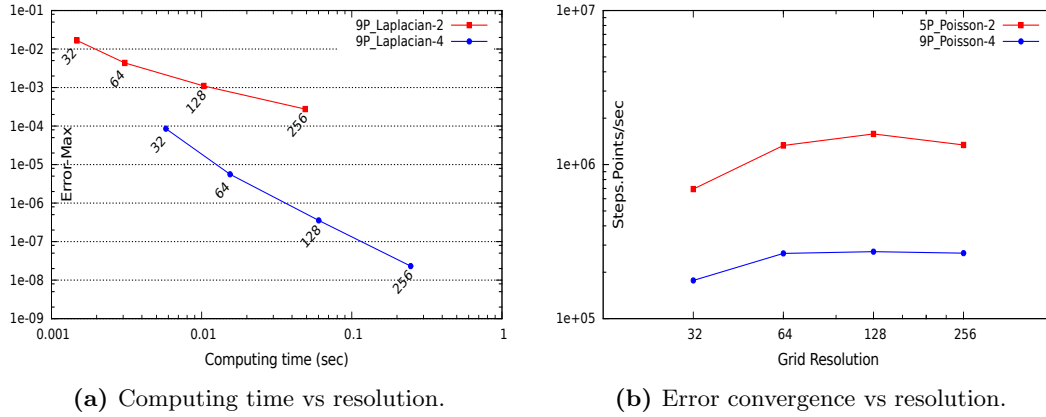 1e-01
1e-02
1e-03
1e-04
1e-05
1e-06
1e-07
1e-08
1e-09
Error-Max
9P_Laplacian-2
9P_Laplacian-4
32
64
128
256
32
64
128
256
0.001
0.01
0.1
1
Computing time (sec)
(a) Computing time vs resolution.
1e+07
1e+06
1e+05
Steps.Points/sec
5P_Poisson-2
9P_Poisson-4
32
64
128
256
Grid Resolution
(b) Error convergence vs resolution.